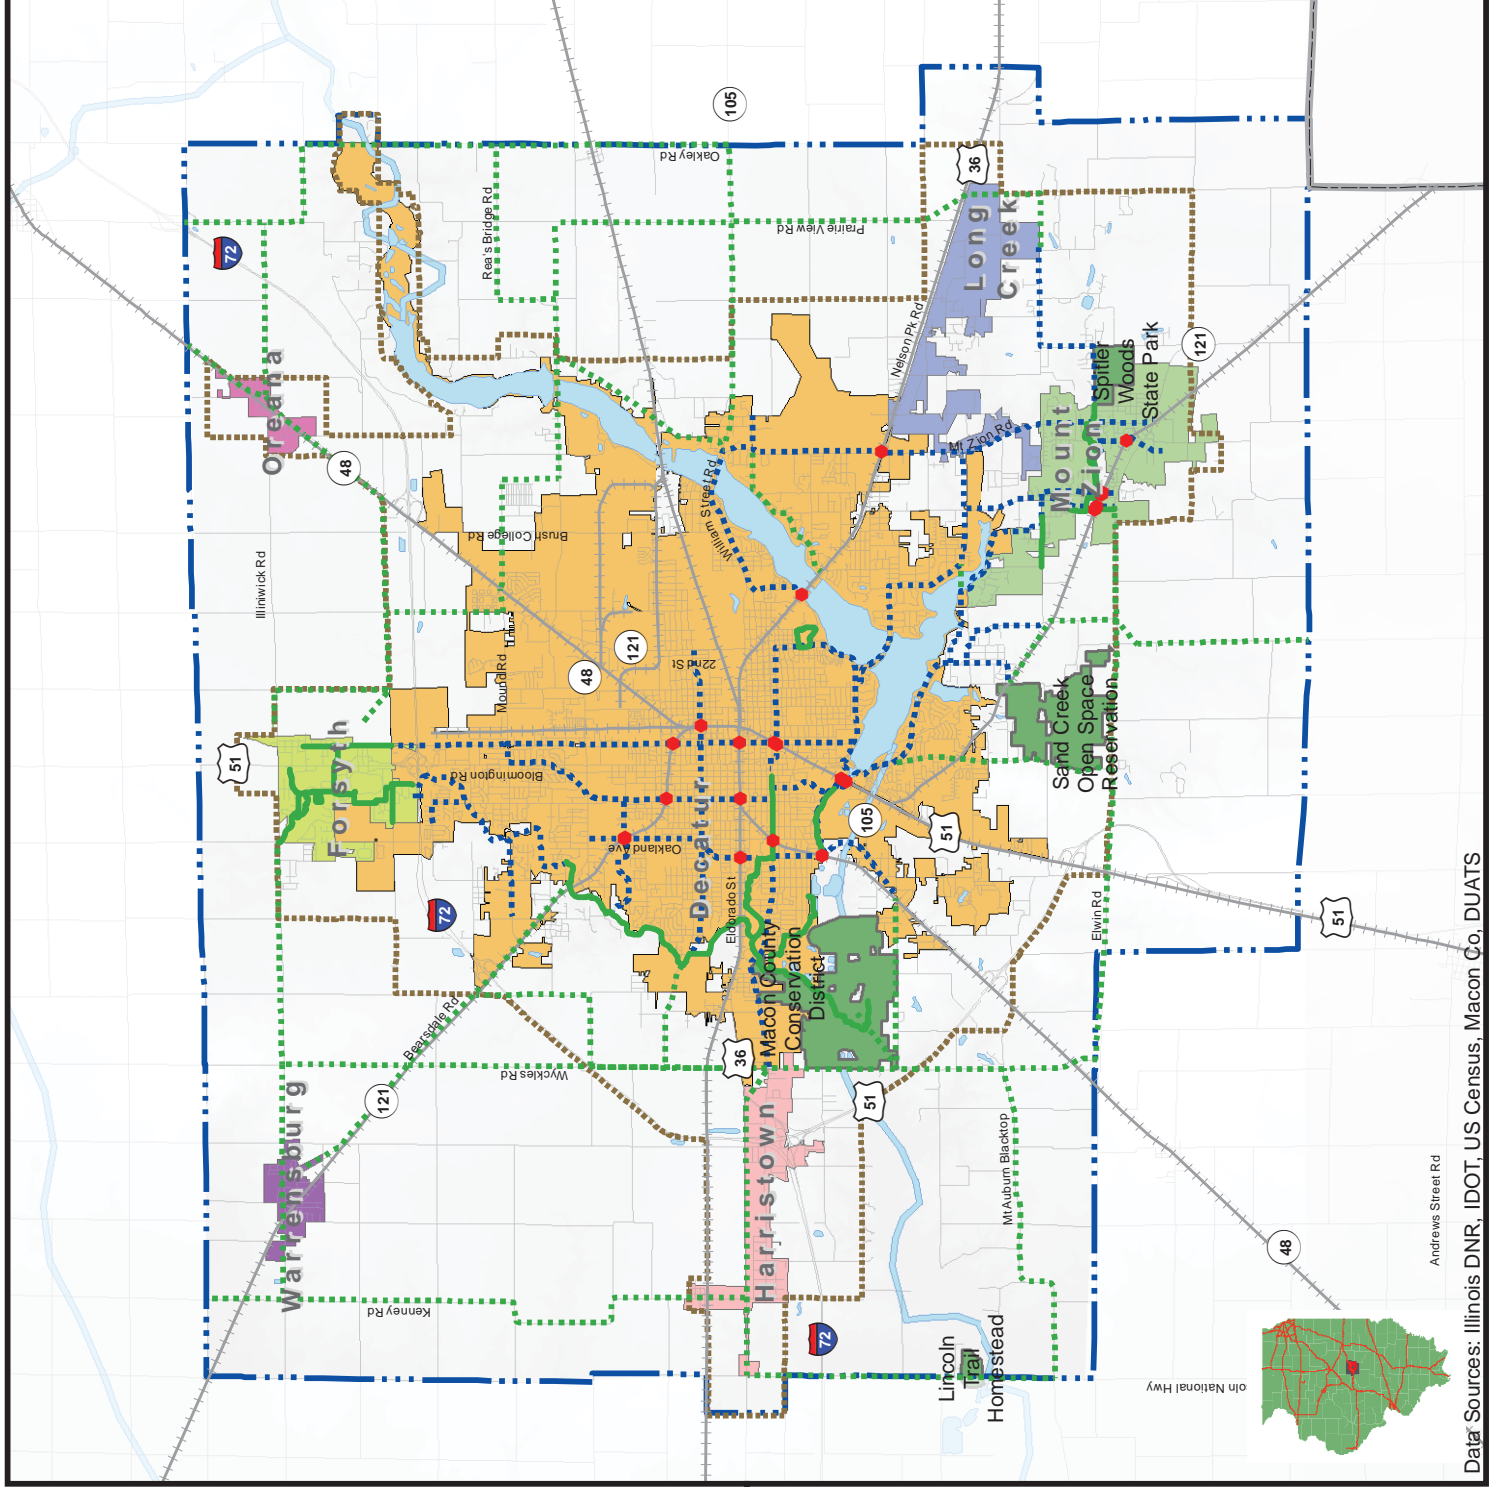 105
Oakley Rd
36
Long
Creek
Prairie View Rd
Rea's Bridge Rd
72
Nelson Pk Rd
121
Spitler
Woods
State Park
Oreana
48
Mt Zion Rd
Mount
Zion
William Street Rd
Brush College Rd
Illiniwick Rd
121
48
22nd St
Mound Rd
Sand Creek
Open Space
Reservation
51
Forsyth
Bloomington Rd
105
51
Oakland Ave
Decatur
Eldorado St
72
Elwin Rd
51
Macon County
Conservation
District
36
Bearsdale Rd
Wyckles Rd
121
51
Warrensburg
Harristown
Mt Auburn Blacktop
Andrews Street Rd
48
Kenney Rd
72
Lincoln
Trail
Homestead
oln National Hwy
Data Sources: Illinois DNR, IDOT, US Census, Macon Co, DUATS